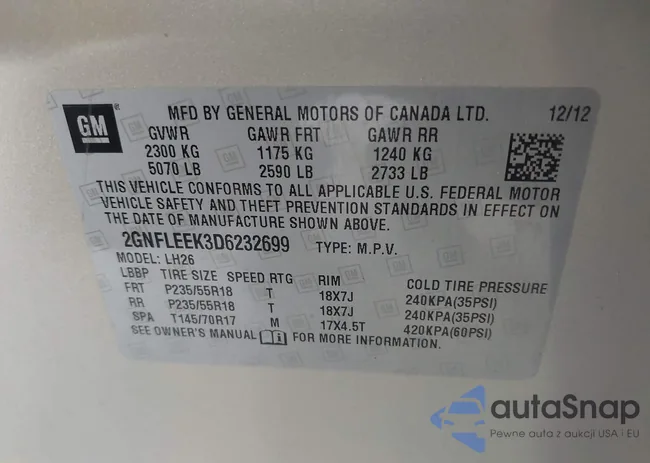 GM
MFD BY GENERAL MOTORS OF CANADA LTD. 12/12
GVWR GAWR FRT GAWR RR
2300 KG 1175 KG 1240 KG
5070 LB 2590 LB 2733 LB
THIS VEHICLE CONFORMS TO ALL APPLICABLE U.S. FEDERAL MOTOR
VEHICLE SAFETY AND THEFT PREVENTION STANDARDS IN EFFECT ON
THE DATE OF MANUFACTURE SHOWN ABOVE.
2GNFLEEK3D6232699 TYPE: M.P.V.
MODEL: LH26
LBBP TIRE SIZE SPEED RTG RIM COLD TIRE PRESSURE
FRT P235/55R18 T 18X7J 240KPA(35PSI)
RR P235/55R18 T 18X7J 240KPA(35PSI)
SPA T145/70R17 M 17X4.5T 420KPA(60PSI)
SEE OWNER'S MANUAL FOR MORE INFORMATION.
autaSnap
Pewne auta z aukcji USA i EU